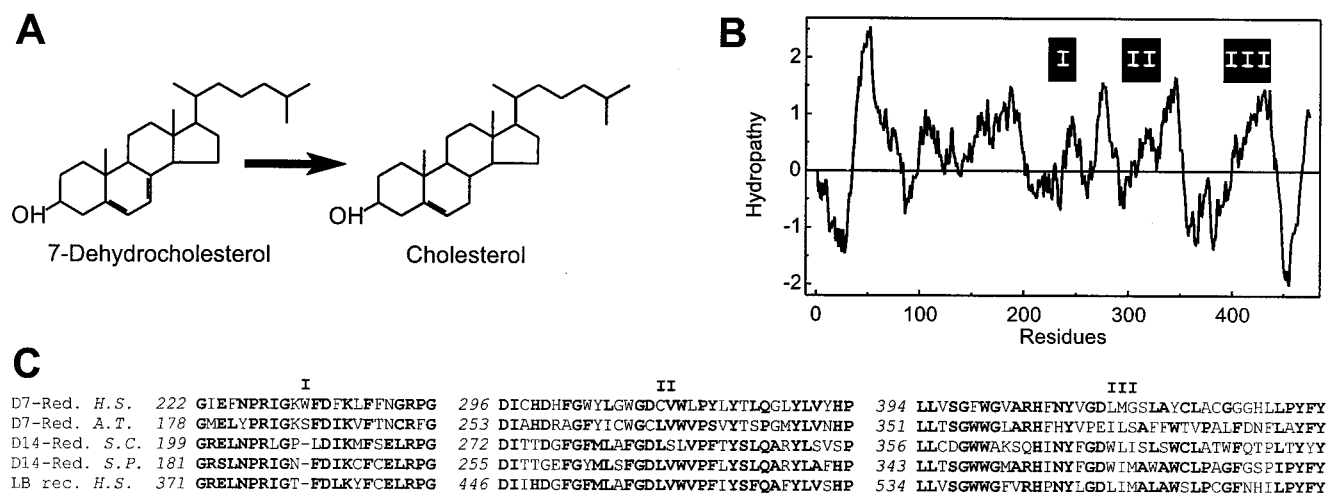 A
OH
7-Dehydrocholesterol
OH
Cholesterol
B
Hydropathy
2
1
0
-1
-2
I
II
III
0
100
200
300
400
Residues
C
I II III
D7-Red. H.S. 222 GIEFNPRIGKWFDFKLFFNGRPG 296 DICHDHFGWYLGWGDCVWLPYLYTLQGLYLVYHP 394 LLVSGFWGVARHFNYVGDLMGSLAYCLACGGGHLLPYFY
D7-Red. A.T. 178 GMELYPRIGKSFDIKVFTNCRFG 253 DIAHDRAGFYICWGCLVWVPSVYTSPGMYLVNHP 351 LLTSGWWGLARHFHYVPEILSAFFWTVPALFDNFLAYFY
D14-Red. S.C. 199 GRELNPRLGP-LDIKMFSELRPG 272 DITTDGFGFMLAFGDLSLVPFTYSLQARYLSVSP 356 LLCDGWWAKSQHINYFGDWLISLSWCLATWFQTPLTYYY
D14-Red. S.P. 181 GRSLNPRIGN-FDIKCFCELRPG 255 DITTGEFGYMLSFGDLVWVPFLYSLQARYLAFHP 343 LLTSGWWGMARHINYFGDWIMAWAWCLPAGFGSPIPYFY
LB rec. H.S. 371 GRELNPRIGT-FDLKYFCELRPG 446 DIIHDGFGFMLAFGDLVWVPFIYSFQAFYLVSHP 534 LLVSGWWGFVRHPNYLGDLIMALAWSLPCGFNHILPYFY